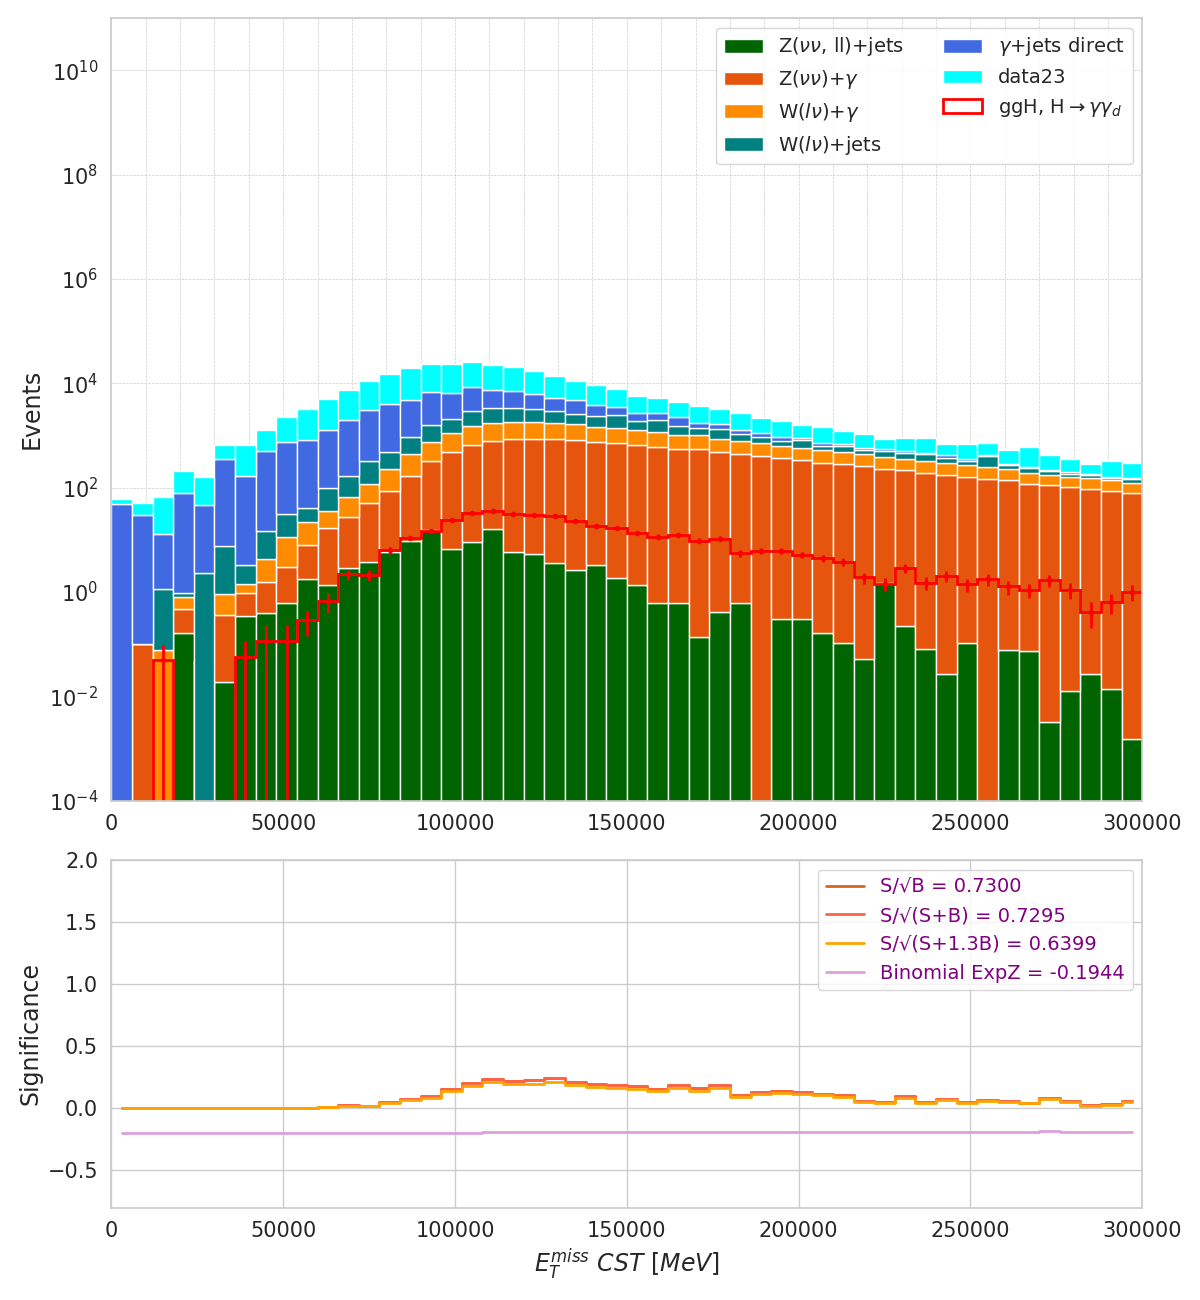 Z(νν, ll)+jets
Z(νν)+γ
W(lν)+γ
W(lν)+jets
γ+jets direct
data23
ggH, H→γγ_d
Events
10^10
10^8
10^6
10^4
10^2
10^0
10^−2
10^−4
0 50000 100000 150000 200000 250000 300000
S/√B = 0.7300
S/√(S+B) = 0.7295
S/√(S+1.3B) = 0.6399
Binomial ExpZ = -0.1944
Significance
2.0
1.5
1.0
0.5
0.0
−0.5
0 50000 100000 150000 200000 250000 300000
E_T^miss CST [MeV]